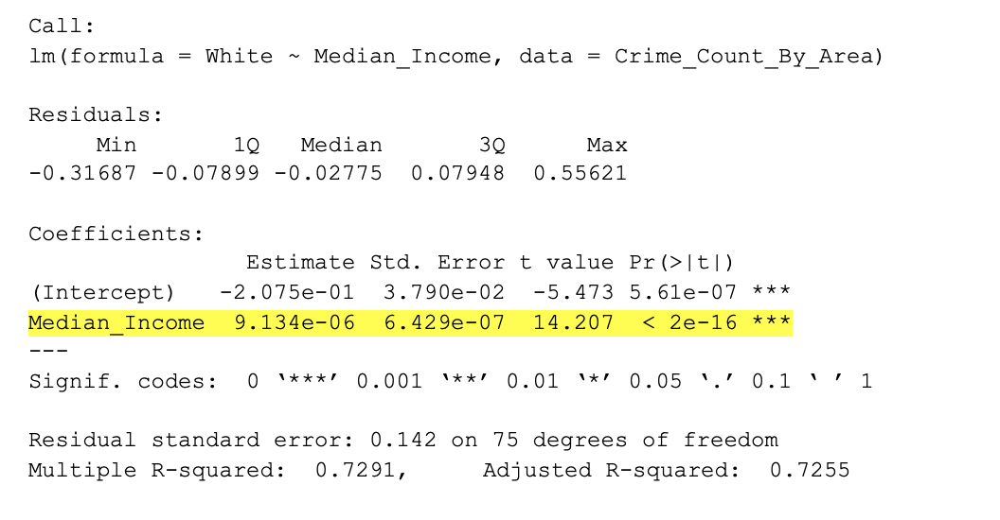 Call:
lm(formula = White ~ Median_Income, data = Crime_Count_By_Area)
Residuals:
Min 1Q Median 3Q Max
-0.31687 -0.07899 -0.02775 0.07948 0.55621
Coefficients:
Estimate Std. Error t value Pr(>|t|)
(Intercept) -2.075e-01 3.790e-02 -5.473 5.61e-07 ***
Median_Income 9.134e-06 6.429e-07 14.207 < 2e-16 ***
---
Signif. codes: 0 ‘***’ 0.001 ‘**’ 0.01 ‘*’ 0.05 ‘.’ 0.1 ‘ ’ 1
Residual standard error: 0.142 on 75 degrees of freedom
Multiple R-squared: 0.7291, Adjusted R-squared: 0.7255